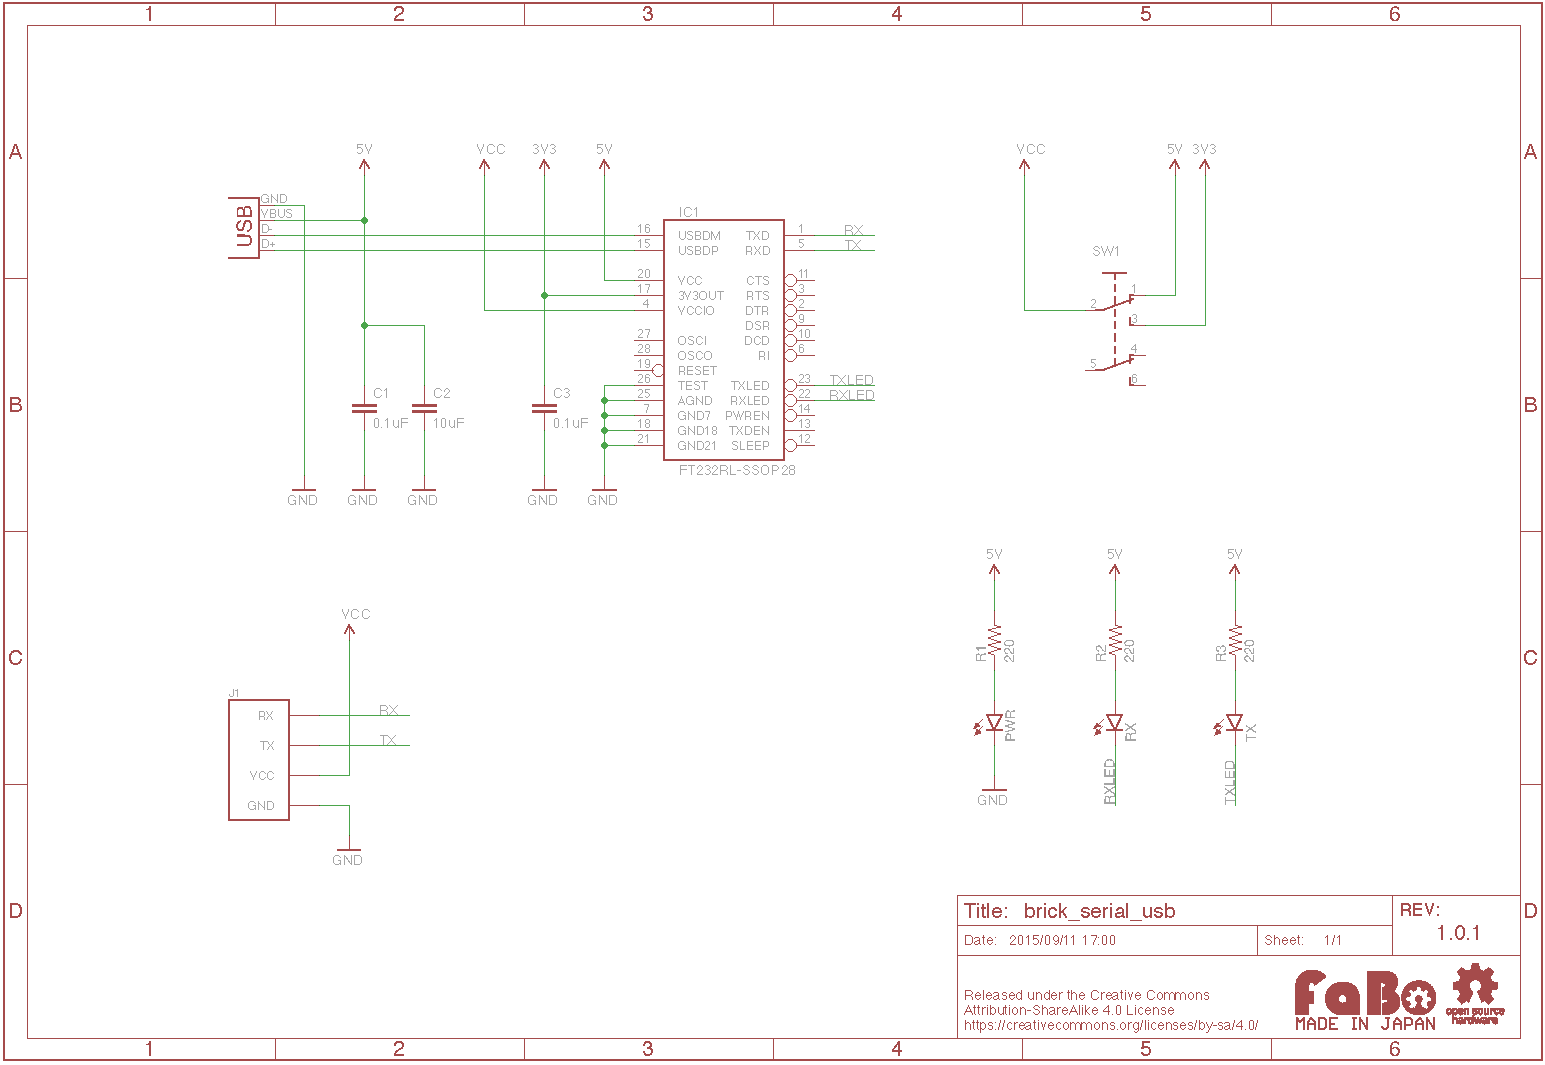 1 2 3 4 5 6
A A
B B
C C
D D
5V
VCC
3V3
5V
VCC
5V
3V3
USB
GND
VBUS
D-
D+
IC1
16 USBDM TXD 1 RX
15 USBDP RXD 5 TX
20 VCC CTS 11
17 3V3OUT RTS 3
4 VCCIO DTR 2
DSR 9
27 OSCI DCD 10
28 OSCO RI 6
19 RESET
26 TEST TXLED 23 TXLED
25 AGND RXLED 22 RXLED
7 GND7 PWREN 14
18 GND18 TXDEN 13
21 GND21 SLEEP 12
FT232RL-SSOP28
C1
0.1uF
C2
10uF
C3
0.1uF
GND GND GND GND GND
SW1
1
2
3
4
5
6
5V 5V 5V
R1
220
R2
220
R3
220
PWR
RX
TX
GND
RXLED
TXLED
VCC
J1
RX RX
TX TX
VCC
GND
GND
Title: brick_serial_usb
REV:
1.0.1
Date: 2015/09/11 17:00
Sheet: 1/1
Released under the Creative Commons
Attribution-ShareAlike 4.0 License
https://creativecommons.org/licenses/by-sa/4.0/
FaBo
MADE IN JAPAN
open source
hardware
1 2 3 4 5 6